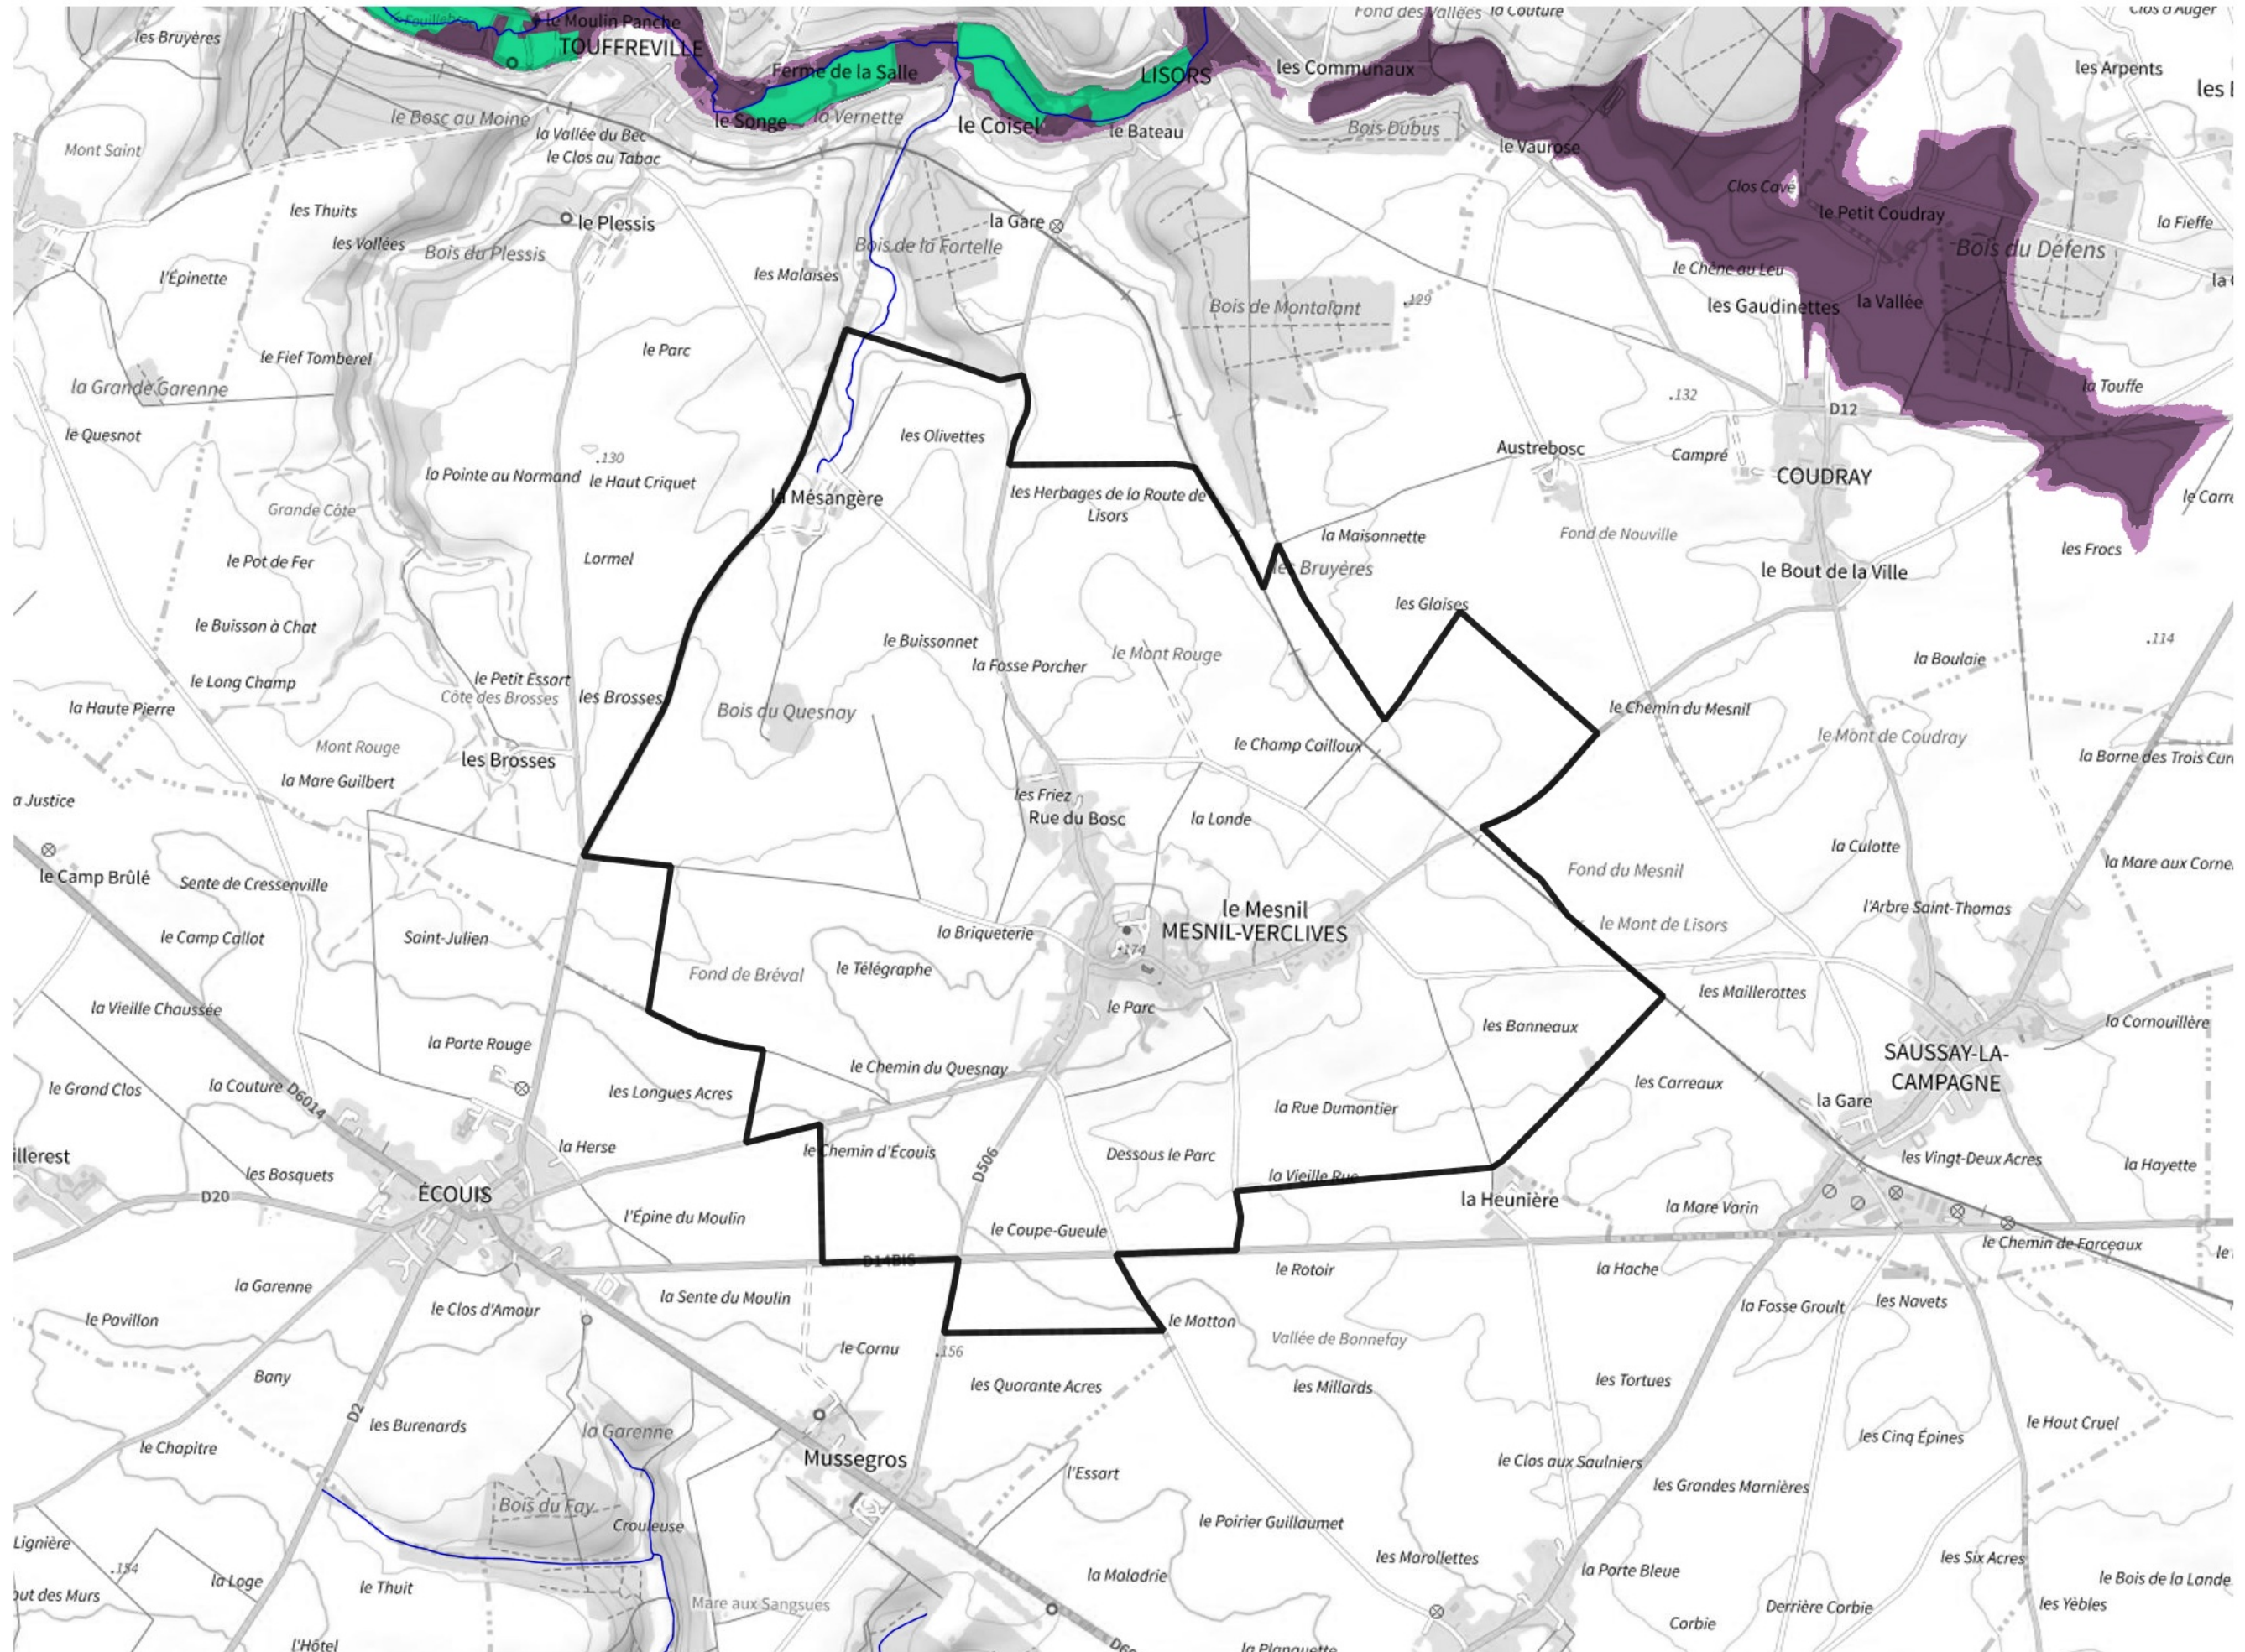 le Fouillebroc
le Moulin Panche
Fond des Vallées
la Couture
Clos d'Auger
les Bruyères
TOUFFREVILLE
Ferme de la Salle
LISORS
les Communaux
les Arpents
les
le Bosc au Moine
la Vallée du Bec
le Songe
la Vernette
le Coisel
le Bateau
Bois Dubus
le Vaurose
Mont Saint
le Clos au Tabac
Clos Cavé
les Thuits
le Plessis
la Gare
le Petit Coudray
la Fieffe
les Vallées
Bois du Plessis
Bois de la Fortelle
Bois du Défens
l'Épinette
les Malaises
le Chêne au Leu
la
Bois de Montalant
.129
les Gaudinettes
la Vallée
le Fief Tomberel
le Parc
la Grande Garenne
la Touffe
.132
D12
le Quesnot
les Olivettes
Austrebosc
Campré
.130
la Pointe au Normand
le Haut Criquet
COUDRAY
la Mésangère
les Herbages de la Route de
Lisors
le Carre
Grande Côte
la Maisonnette
Fond de Nouville
les Frocs
le Pot de Fer
Lormel
les Bruyères
le Bout de la Ville
les Glaises
le Buisson à Chat
le Buissonnet
la Fosse Porcher
le Mont Rouge
.114
la Boulaie
le Long Champ
le Petit Essart
Côte des Brosses
les Brosses
la Haute Pierre
Bois du Quesnay
le Chemin du Mesnil
Mont Rouge
les Brosses
le Champ Cailloux
le Mont de Coudray
la Borne des Trois Curé
la Mare Guilbert
a Justice
les Friez
Rue du Bosc
la Londe
la Culotte
le Camp Brûlé
Sente de Cressenville
Fond du Mesnil
la Mare aux Corne
le Camp Callot
Saint-Julien
la Briqueterie
le Mesnil
MESNIL-VERCLIVES
l'Arbre Saint-Thomas
le Mont de Lisors
.174
Fond de Bréval
le Télégraphe
la Vieille Chaussée
le Parc
les Maillerottes
les Banneaux
la Cornouillère
la Porte Rouge
SAUSSAY-LA-
CAMPAGNE
le Grand Clos
la Couture
D6014
les Longues Acres
le Chemin du Quesnay
les Carreaux
la Gare
la Rue Dumontier
illerest
les Bosquets
la Herse
le Chemin d'Écouis
D506
Dessous le Parc
la Vieille Rue
les Vingt-Deux Acres
la Hayette
D20
ÉCOUIS
l'Épine du Moulin
le Coupe-Gueule
la Heunière
la Mare Varin
D14BIS
le Chemin de Farceaux
le
la Garenne
la Sente du Moulin
le Rotoir
la Hache
le Pavillon
le Clos d'Amour
le Mattan
la Fosse Groult
les Navets
le Cornu
.156
Vallée de Bonnefay
Bany
les Quarante Acres
les Millards
les Tortues
D2
les Burenards
la Garenne
le Haut Cruel
le Chapitre
Mussegros
les Cinq Épines
l'Essart
le Clos aux Saulniers
les Grandes Marnières
Bois du Fay
Crouleuse
le Poirier Guillaumet
Lignière
.154
la Loge
le Thuit
les Marollettes
la Porte Bleue
les Six Acres
out des Murs
la Maladrie
le Bois de la Lande
Mare aux Sangsues
Corbie
Derrière Corbie
les Yèbles
l'Hôtel
D60
la Planquette